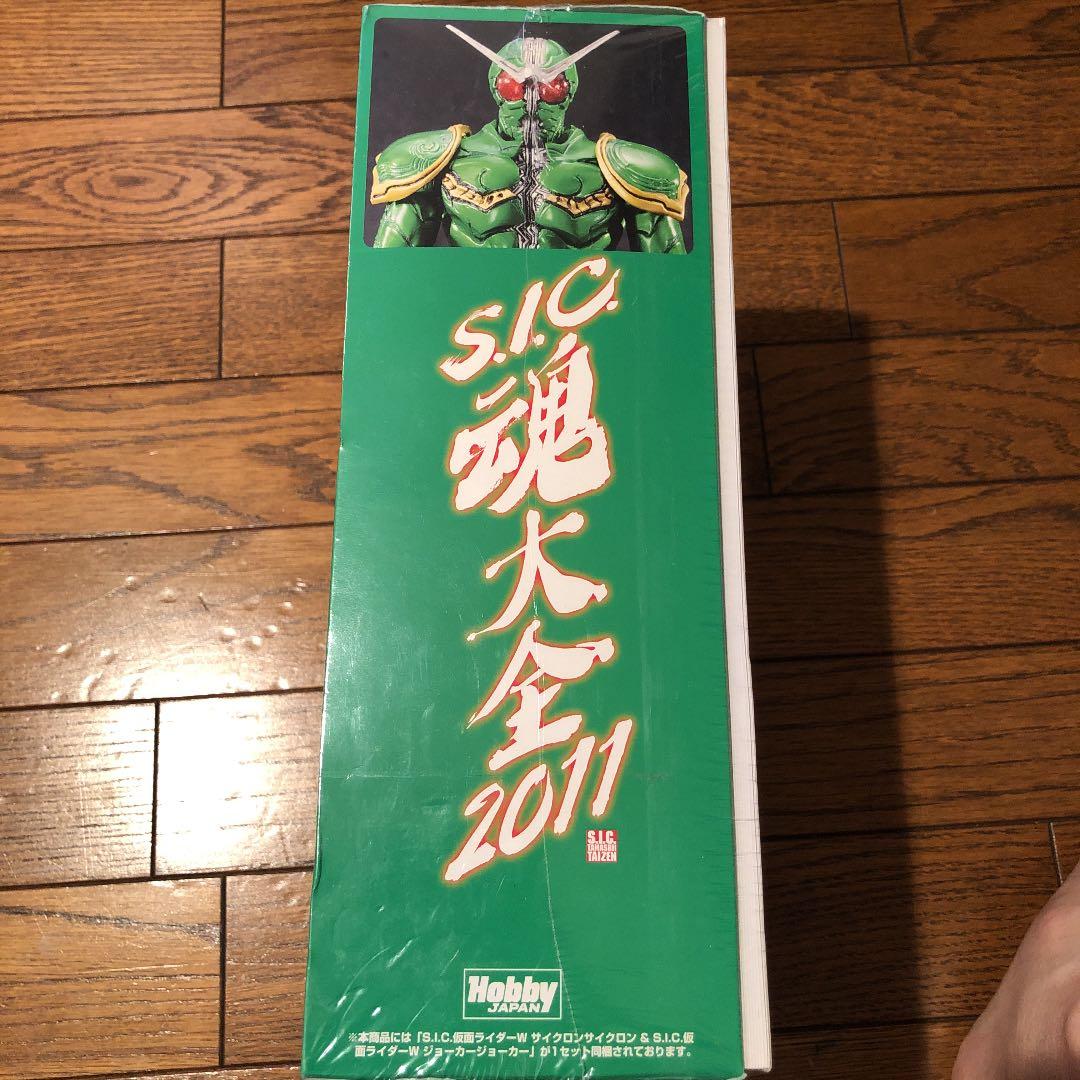 S.I.C.
魂
大
全
2011
S.I.C.
TAMASHII
TAIZEN
Hobby
JAPAN
※本商品には「S.I.C.仮面ライダーW サイクロンサイクロン & S.I.C.仮
面ライダーW ジョーカージョーカー」が1セット同梱されております。